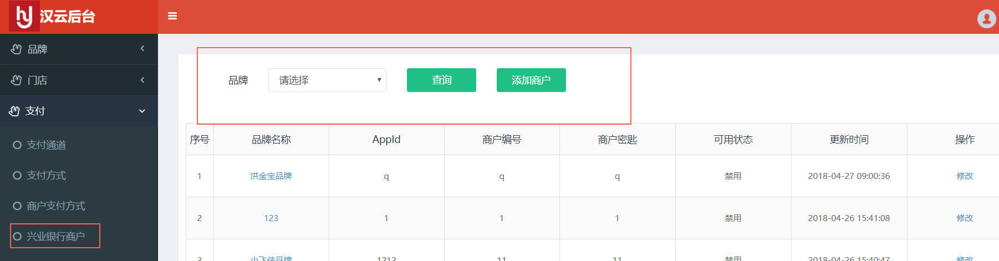 hy 汉云后台
品牌
门店
支付
支付通道
支付方式
商户支付方式
兴业银行商户
品牌 请选择 查询 添加商户
序号 品牌名称 AppId 商户编号 商户密匙 可用状态 更新时间 操作
1 洪金宝品牌 q q q 禁用 2018-04-27 09:00:36 修改
2 123 1 1 1 禁用 2018-04-26 15:41:08 修改
3 小飞侠品牌 1212 11 11 禁用 2018-04-26 15:40:47 修改